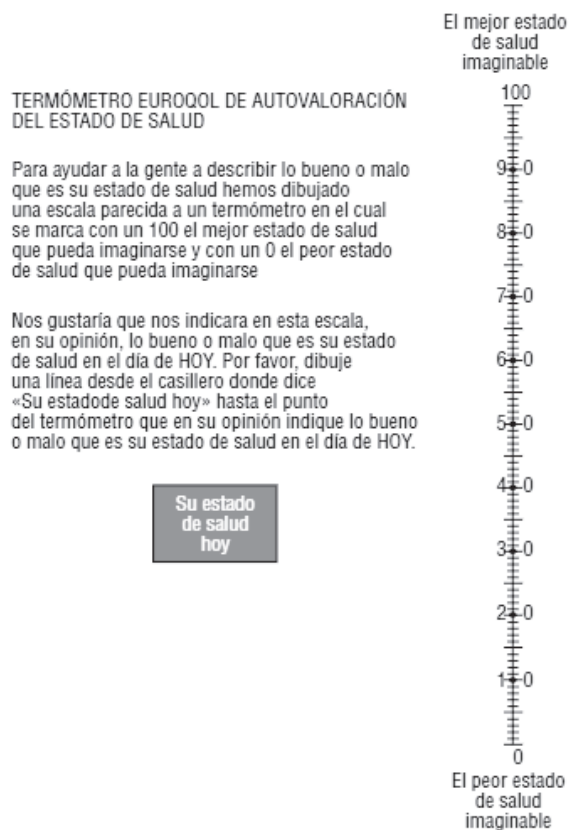 El mejor estado
de salud
imaginable
TERMÓMETRO EUROQOL DE AUTOVALORACIÓN
DEL ESTADO DE SALUD
Para ayudar a la gente a describir lo bueno o malo
que es su estado de salud hemos dibujado
una escala parecida a un termómetro en el cual
se marca con un 100 el mejor estado de salud
que pueda imaginarse y con un 0 el peor estado
de salud que pueda imaginarse
Nos gustaría que nos indicara en esta escala,
en su opinión, lo bueno o malo que es su estado
de salud en el día de HOY. Por favor, dibuje
una línea desde el casillero donde dice
«Su estadode salud hoy» hasta el punto
del termómetro que en su opinión indique lo bueno
o malo que es su estado de salud en el día de HOY.
Su estado
de salud
hoy
100
9 0
8 0
7 0
6 0
5 0
4 0
3 0
2 0
1 0
0
El peor estado
de salud
imaginable